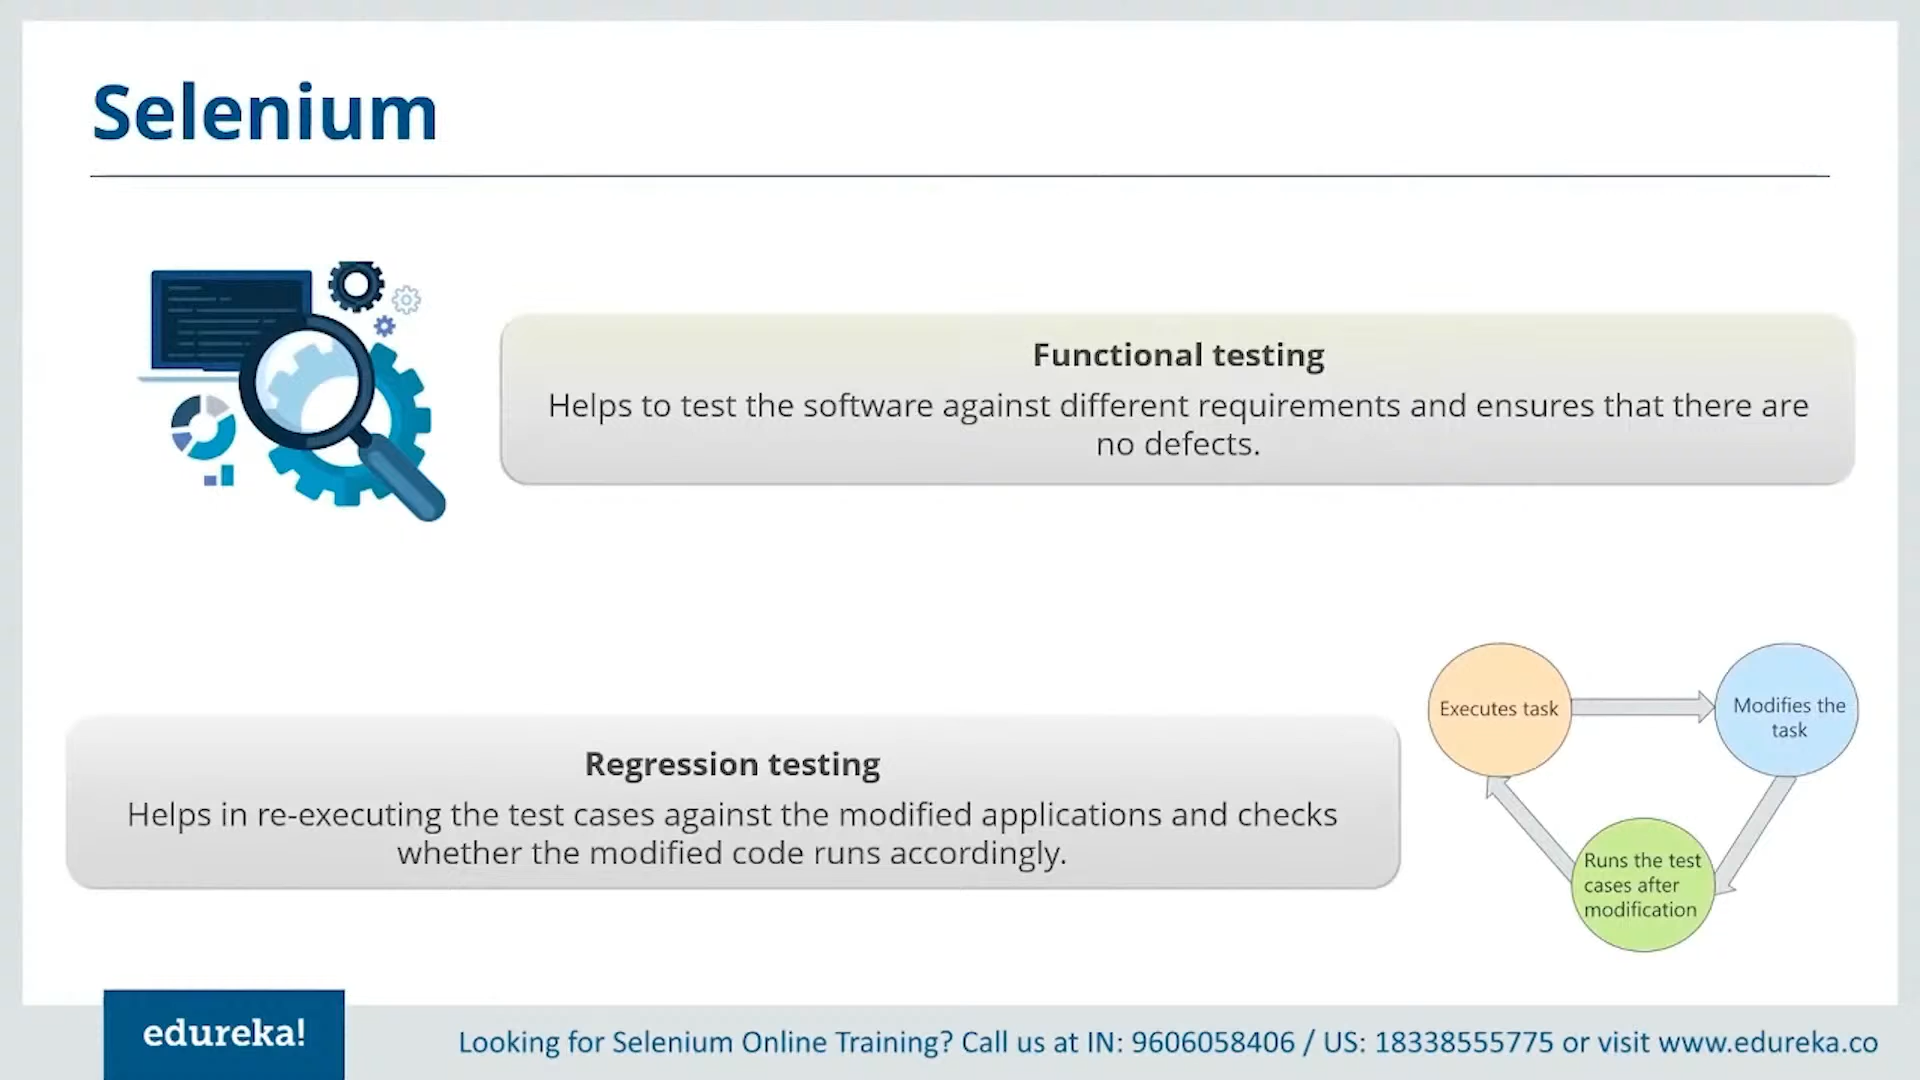 Selenium
Functional testing
Helps to test the software against different requirements and ensures that there are
no defects.
Executes task
Modifies the
task
Regression testing
Helps in re-executing the test cases against the modified applications and checks
whether the modified code runs accordingly.
Runs the test
cases after
modification
edureka!
Looking for Selenium Online Training? Call us at IN: 9606058406 / US: 18338555775 or visit www.edureka.co